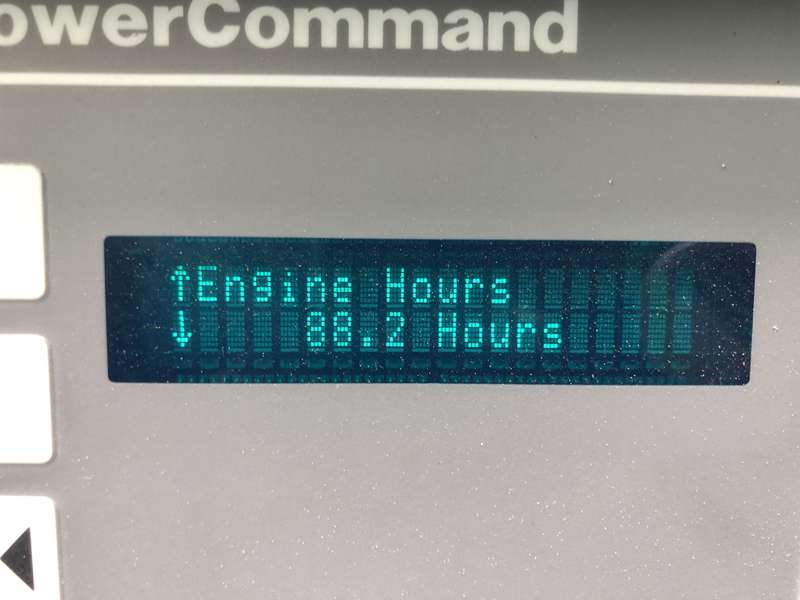 owerCommand
↑Engine Hours
↓ 88.2 Hours